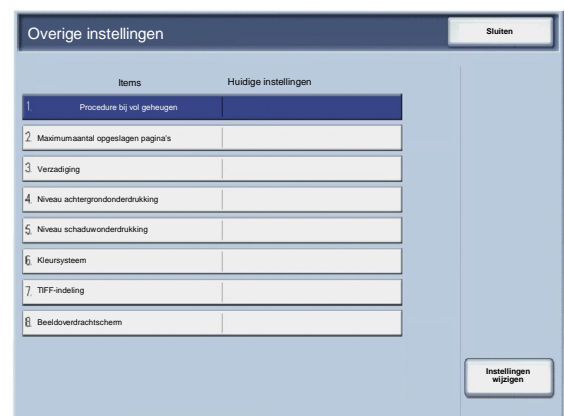 Overige instellingen
Sluiten
Items Huidige instellingen
1. Procedure bij vol geheugen
2. Maximumaantal opgeslagen pagina's
3. Verzadiging
4. Niveau achtergrondonderdrukking
5. Niveau schaduwonderdrukking
6. Kleursysteem
7. TIFF-indeling
8. Beeldoverdrachtscherm
Instellingen
wijzigen